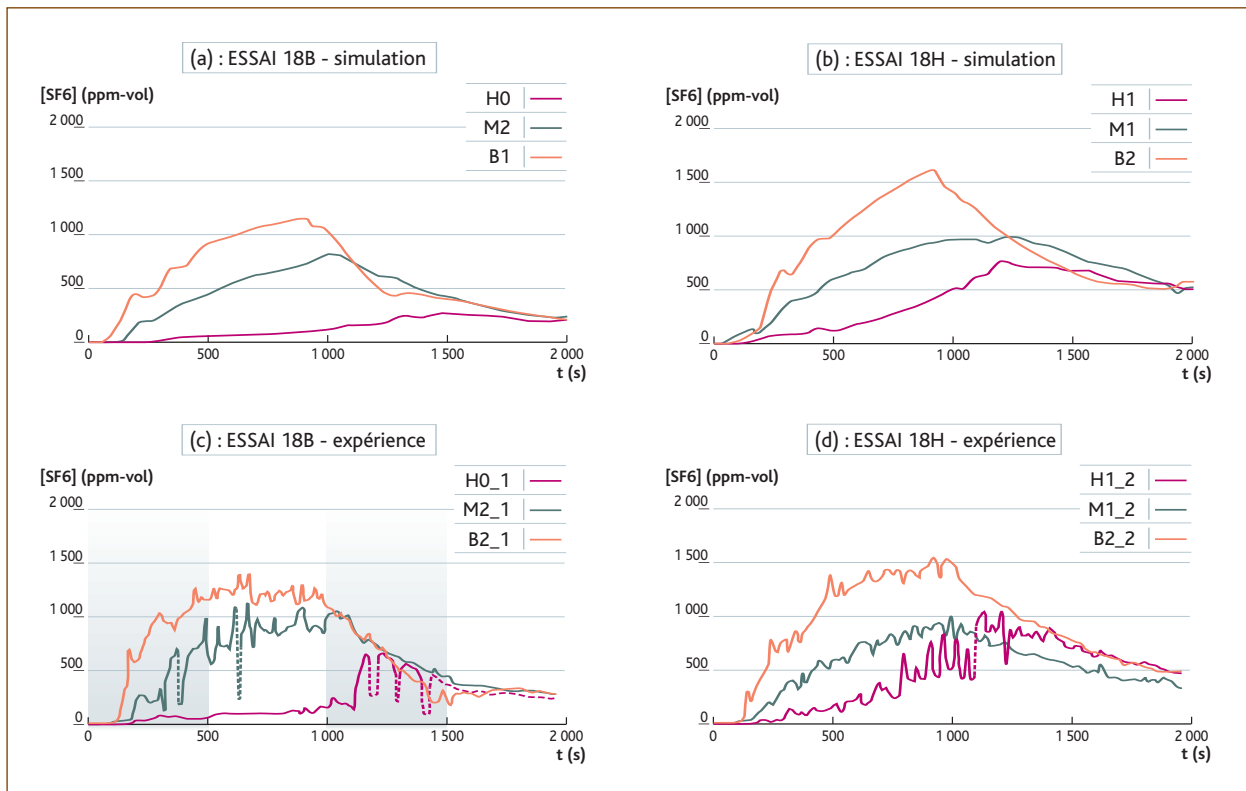 (a) : ESSAI 18B - simulation
[SF6] (ppm-vol)
H0
M2
B1
2 000
1 500
1 000
500
0
0 500 1 000 1 500 2 000
t (s)
(b) : ESSAI 18H - simulation
[SF6] (ppm-vol)
H1
M1
B2
2 000
1 500
1 000
500
0
0 500 1 000 1 500 2 000
t (s)
(c) : ESSAI 18B - expérience
[SF6] (ppm-vol)
H0_1
M2_1
B2_1
2 000
1 500
1 000
500
0
0 500 1 000 1 500 2 000
t (s)
(d) : ESSAI 18H - expérience
[SF6] (ppm-vol)
H1_2
M1_2
B2_2
2 000
1 500
1 000
500
0
0 500 1 000 1 500 2 000
t (s)